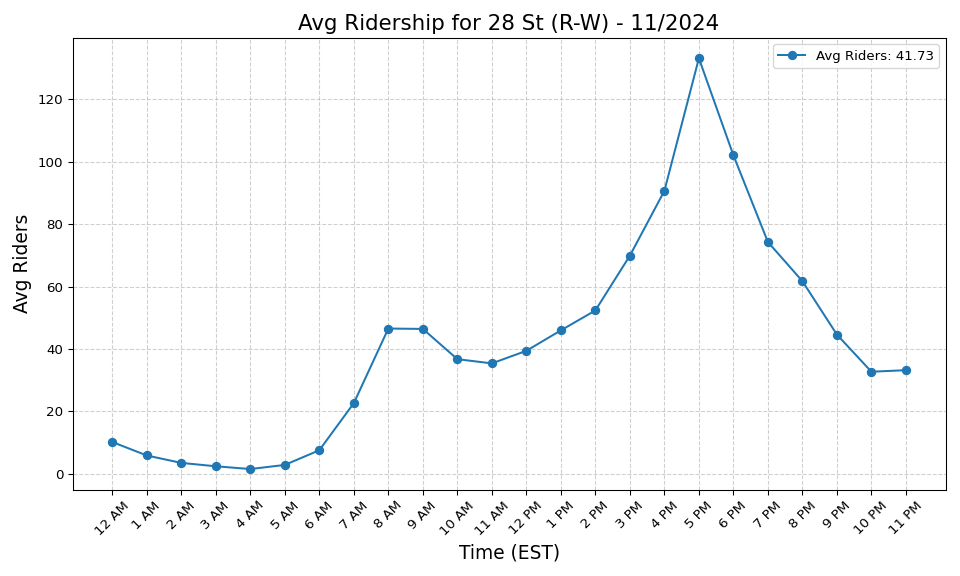 Avg Ridership for 28 St (R-W) - 11/2024
Avg Riders: 41.73
Avg Riders
120
100
80
60
40
20
0
12 AM
1 AM
2 AM
3 AM
4 AM
5 AM
6 AM
7 AM
8 AM
9 AM
10 AM
11 AM
12 PM
1 PM
2 PM
3 PM
4 PM
5 PM
6 PM
7 PM
8 PM
9 PM
10 PM
11 PM
Time (EST)